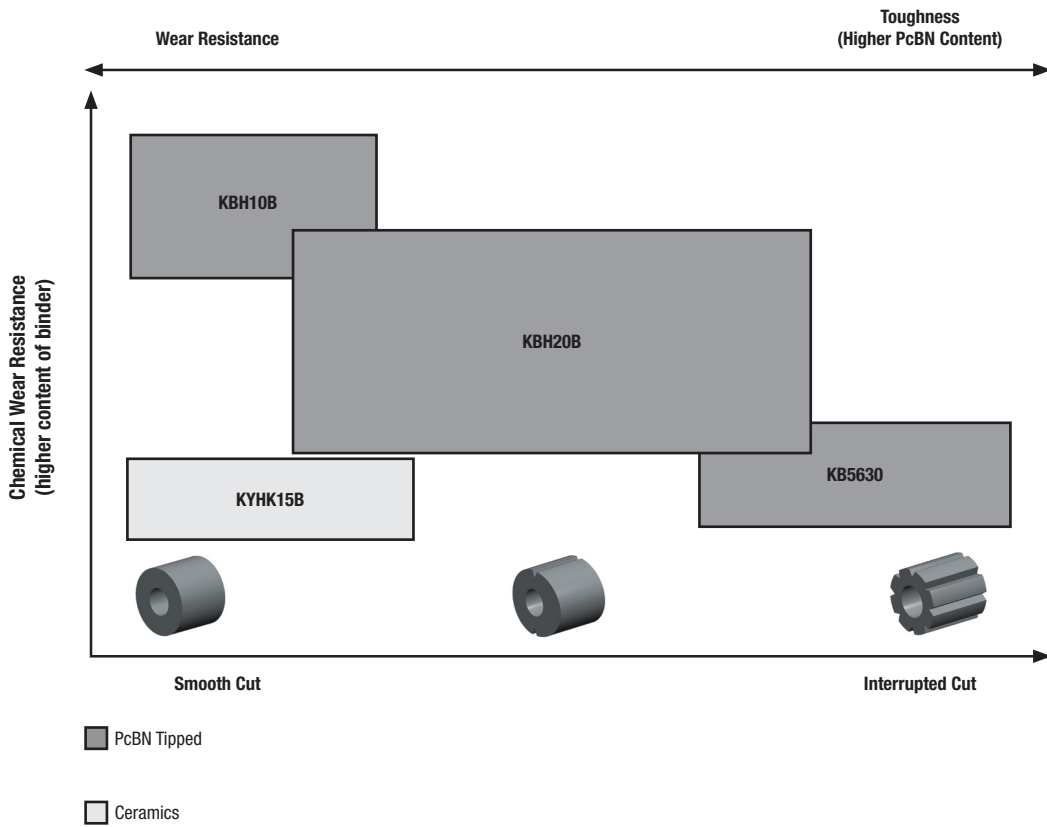 Wear Resistance
Toughness
(Higher PcBN Content)
Chemical Wear Resistance
(higher content of binder)
KBH10B
KBH20B
KB5630
KYHK15B
Smooth Cut
Interrupted Cut
PcBN Tipped
Ceramics